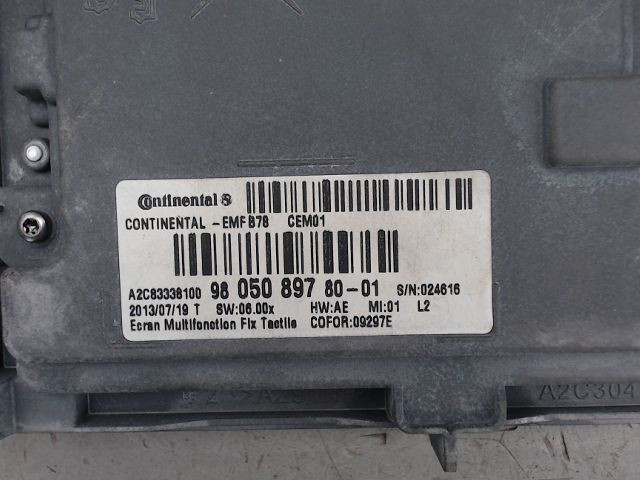 Continental
CONTINENTAL -EMF B78 CEM01
A2C83338100 98 050 897 80-01 S/N:024616
2013/07/19 T SW:06.00x HW:AE MI:01 L2
Ecran Multifonction Fix Tactile COFOR:09297E
A2C304